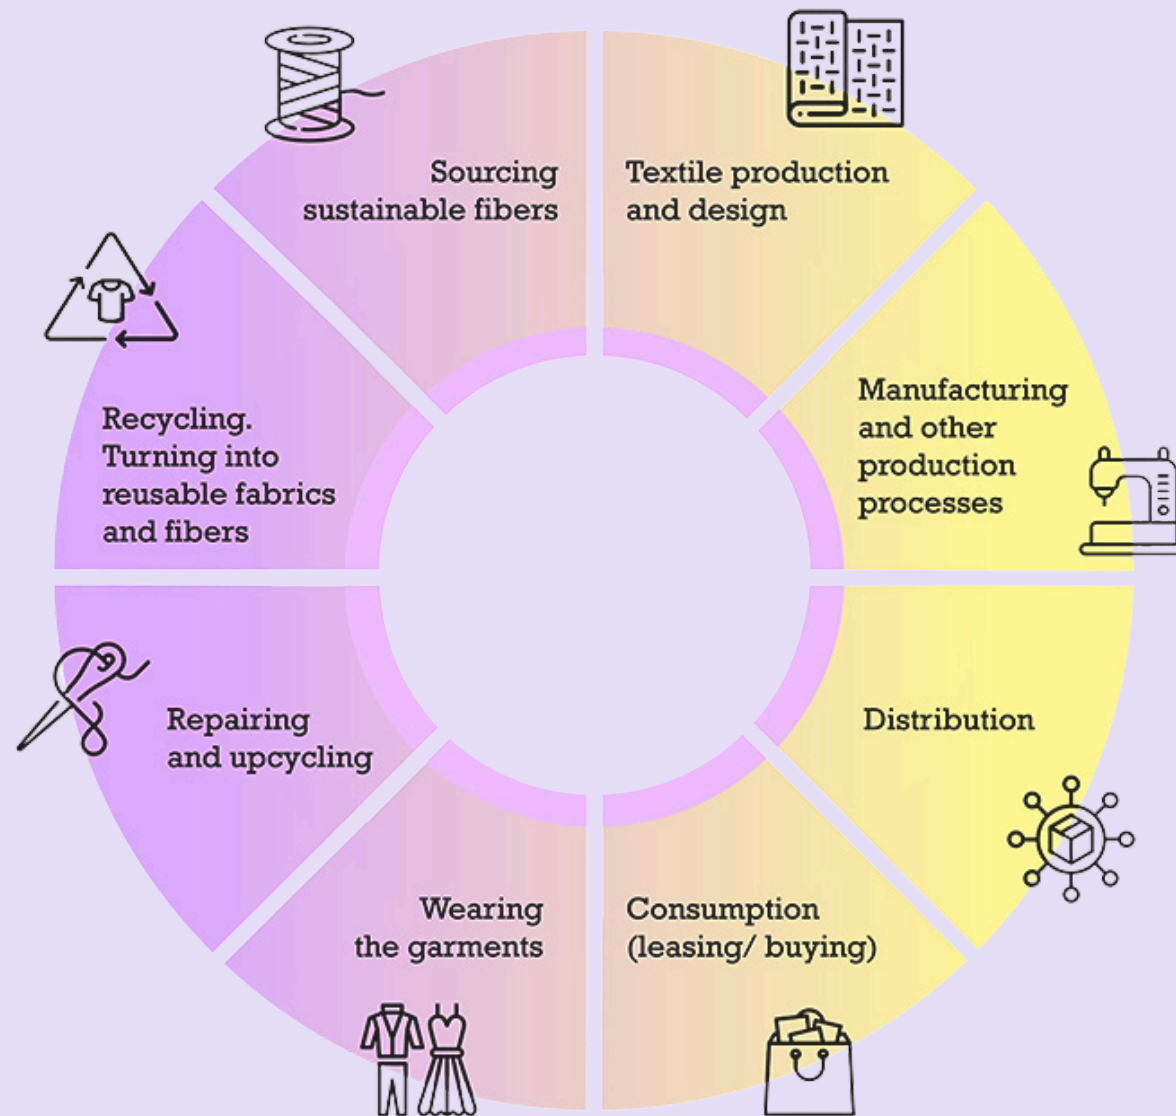 Sourcing
sustainable fibers
Textile production
and design
Manufacturing
and other
production
processes
Distribution
Consumption
(leasing/ buying)
Wearing
the garments
Repairing
and upcycling
Recycling.
Turning into
reusable fabrics
and fibers